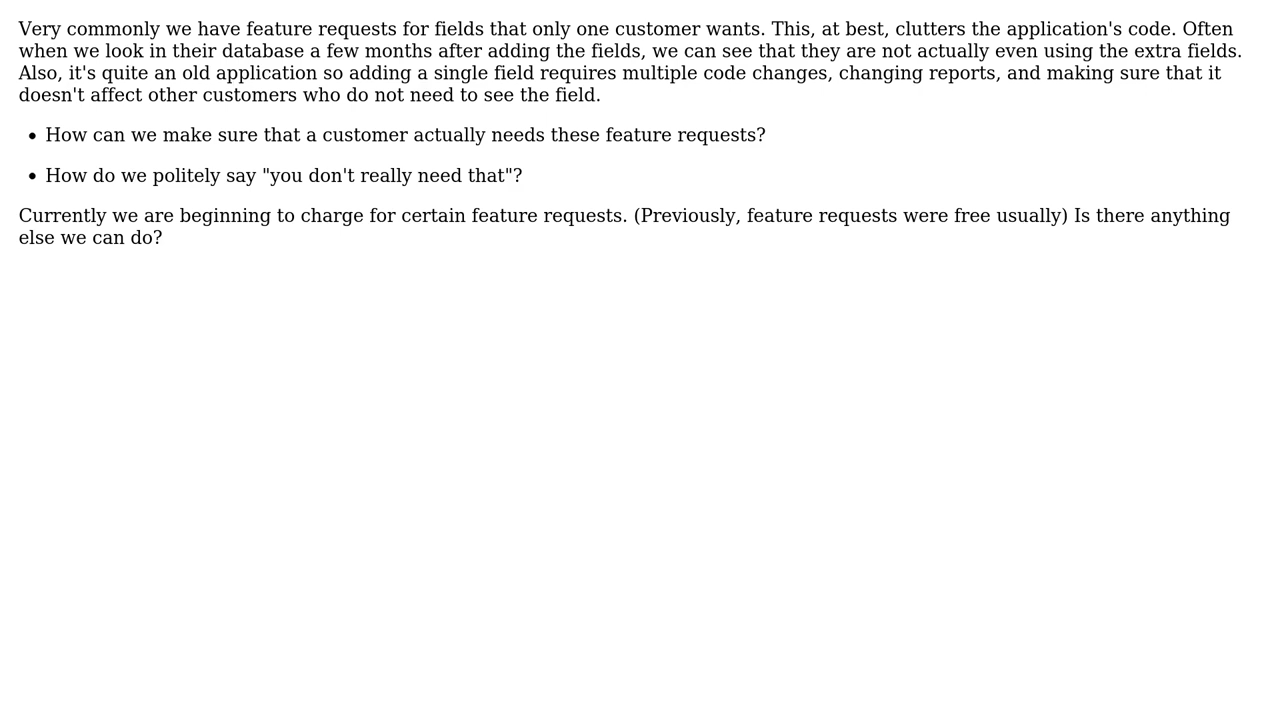 Very commonly we have feature requests for fields that only one customer wants. This, at best, clutters the application's code. Often
when we look in their database a few months after adding the fields, we can see that they are not actually even using the extra fields.
Also, it's quite an old application so adding a single field requires multiple code changes, changing reports, and making sure that it
doesn't affect other customers who do not need to see the field.
• How can we make sure that a customer actually needs these feature requests?
• How do we politely say "you don't really need that"?
Currently we are beginning to charge for certain feature requests. (Previously, feature requests were free usually) Is there anything
else we can do?